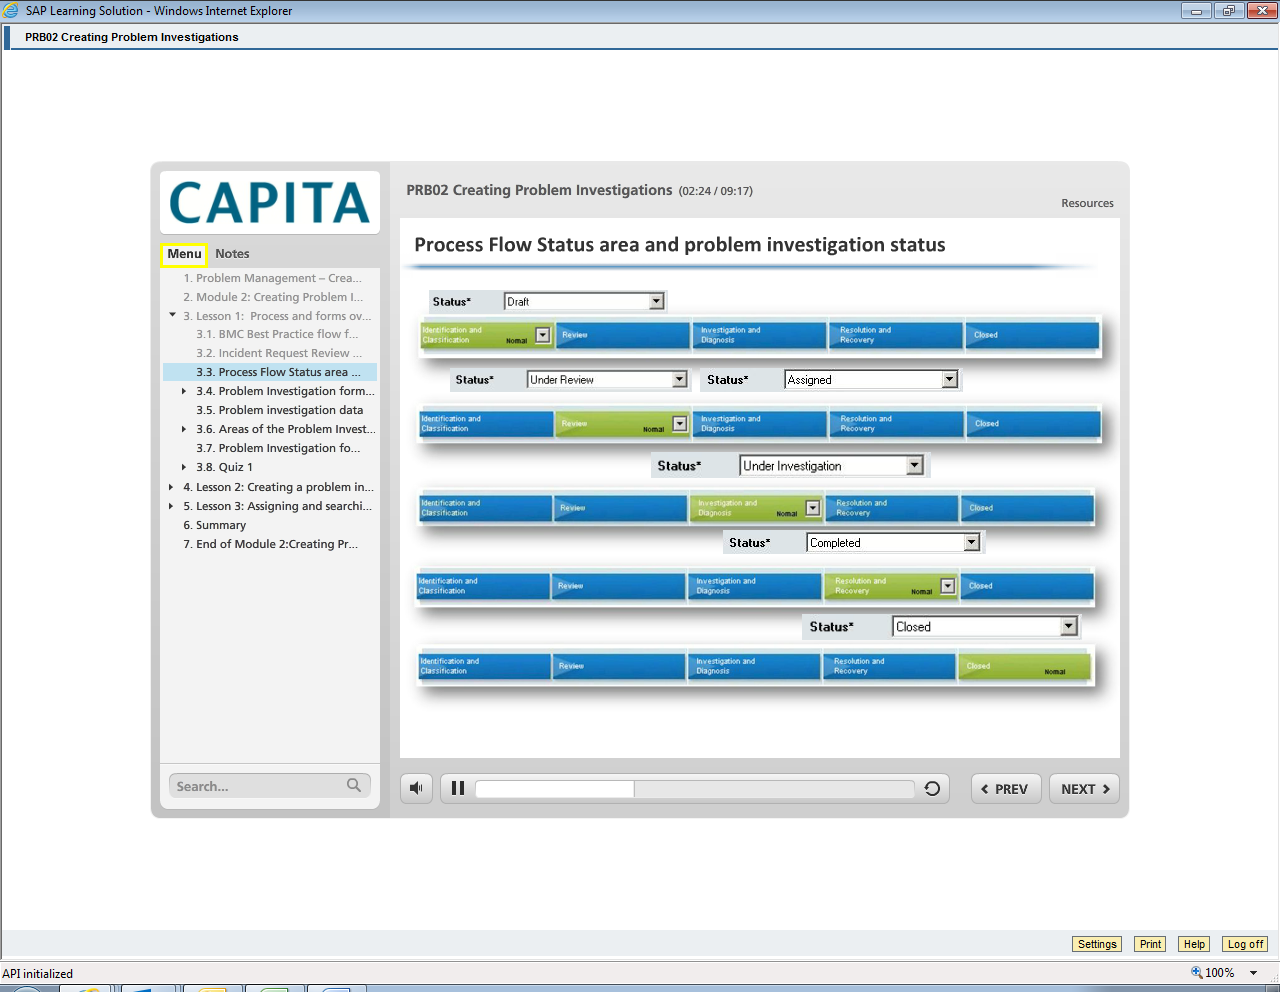 SAP Learning Solution - Windows Internet Explorer
PRB02 Creating Problem Investigations
CAPITA
PRB02 Creating Problem Investigations (02:24 / 09:17)
Resources
Menu Notes
1. Problem Management – Crea...
2. Module 2: Creating Problem I...
3. Lesson 1: Process and forms ov...
3.1. BMC Best Practice flow f...
3.2. Incident Request Review ...
3.3. Process Flow Status area ...
3.4. Problem Investigation form...
3.5. Problem investigation data
3.6. Areas of the Problem Invest...
3.7. Problem Investigation fo...
3.8. Quiz 1
4. Lesson 2: Creating a problem in...
5. Lesson 3: Assigning and searchi...
6. Summary
7. End of Module 2:Creating Pr...
Search...
Process Flow Status area and problem investigation status
Status* Draft
Identification and Classification Normal Review Investigation and Diagnosis Resolution and Recovery Closed
Status* Under Review Status* Assigned
Identification and Classification Review Normal Investigation and Diagnosis Resolution and Recovery Closed
Status* Under Investigation
Identification and Classification Review Investigation and Diagnosis Normal Resolution and Recovery Closed
Status* Completed
Identification and Classification Review Investigation and Diagnosis Resolution and Recovery Normal Closed
Status* Closed
Identification and Classification Review Investigation and Diagnosis Resolution and Recovery Closed Normal
PREV NEXT
Settings Print Help Log off
API initialized
100%